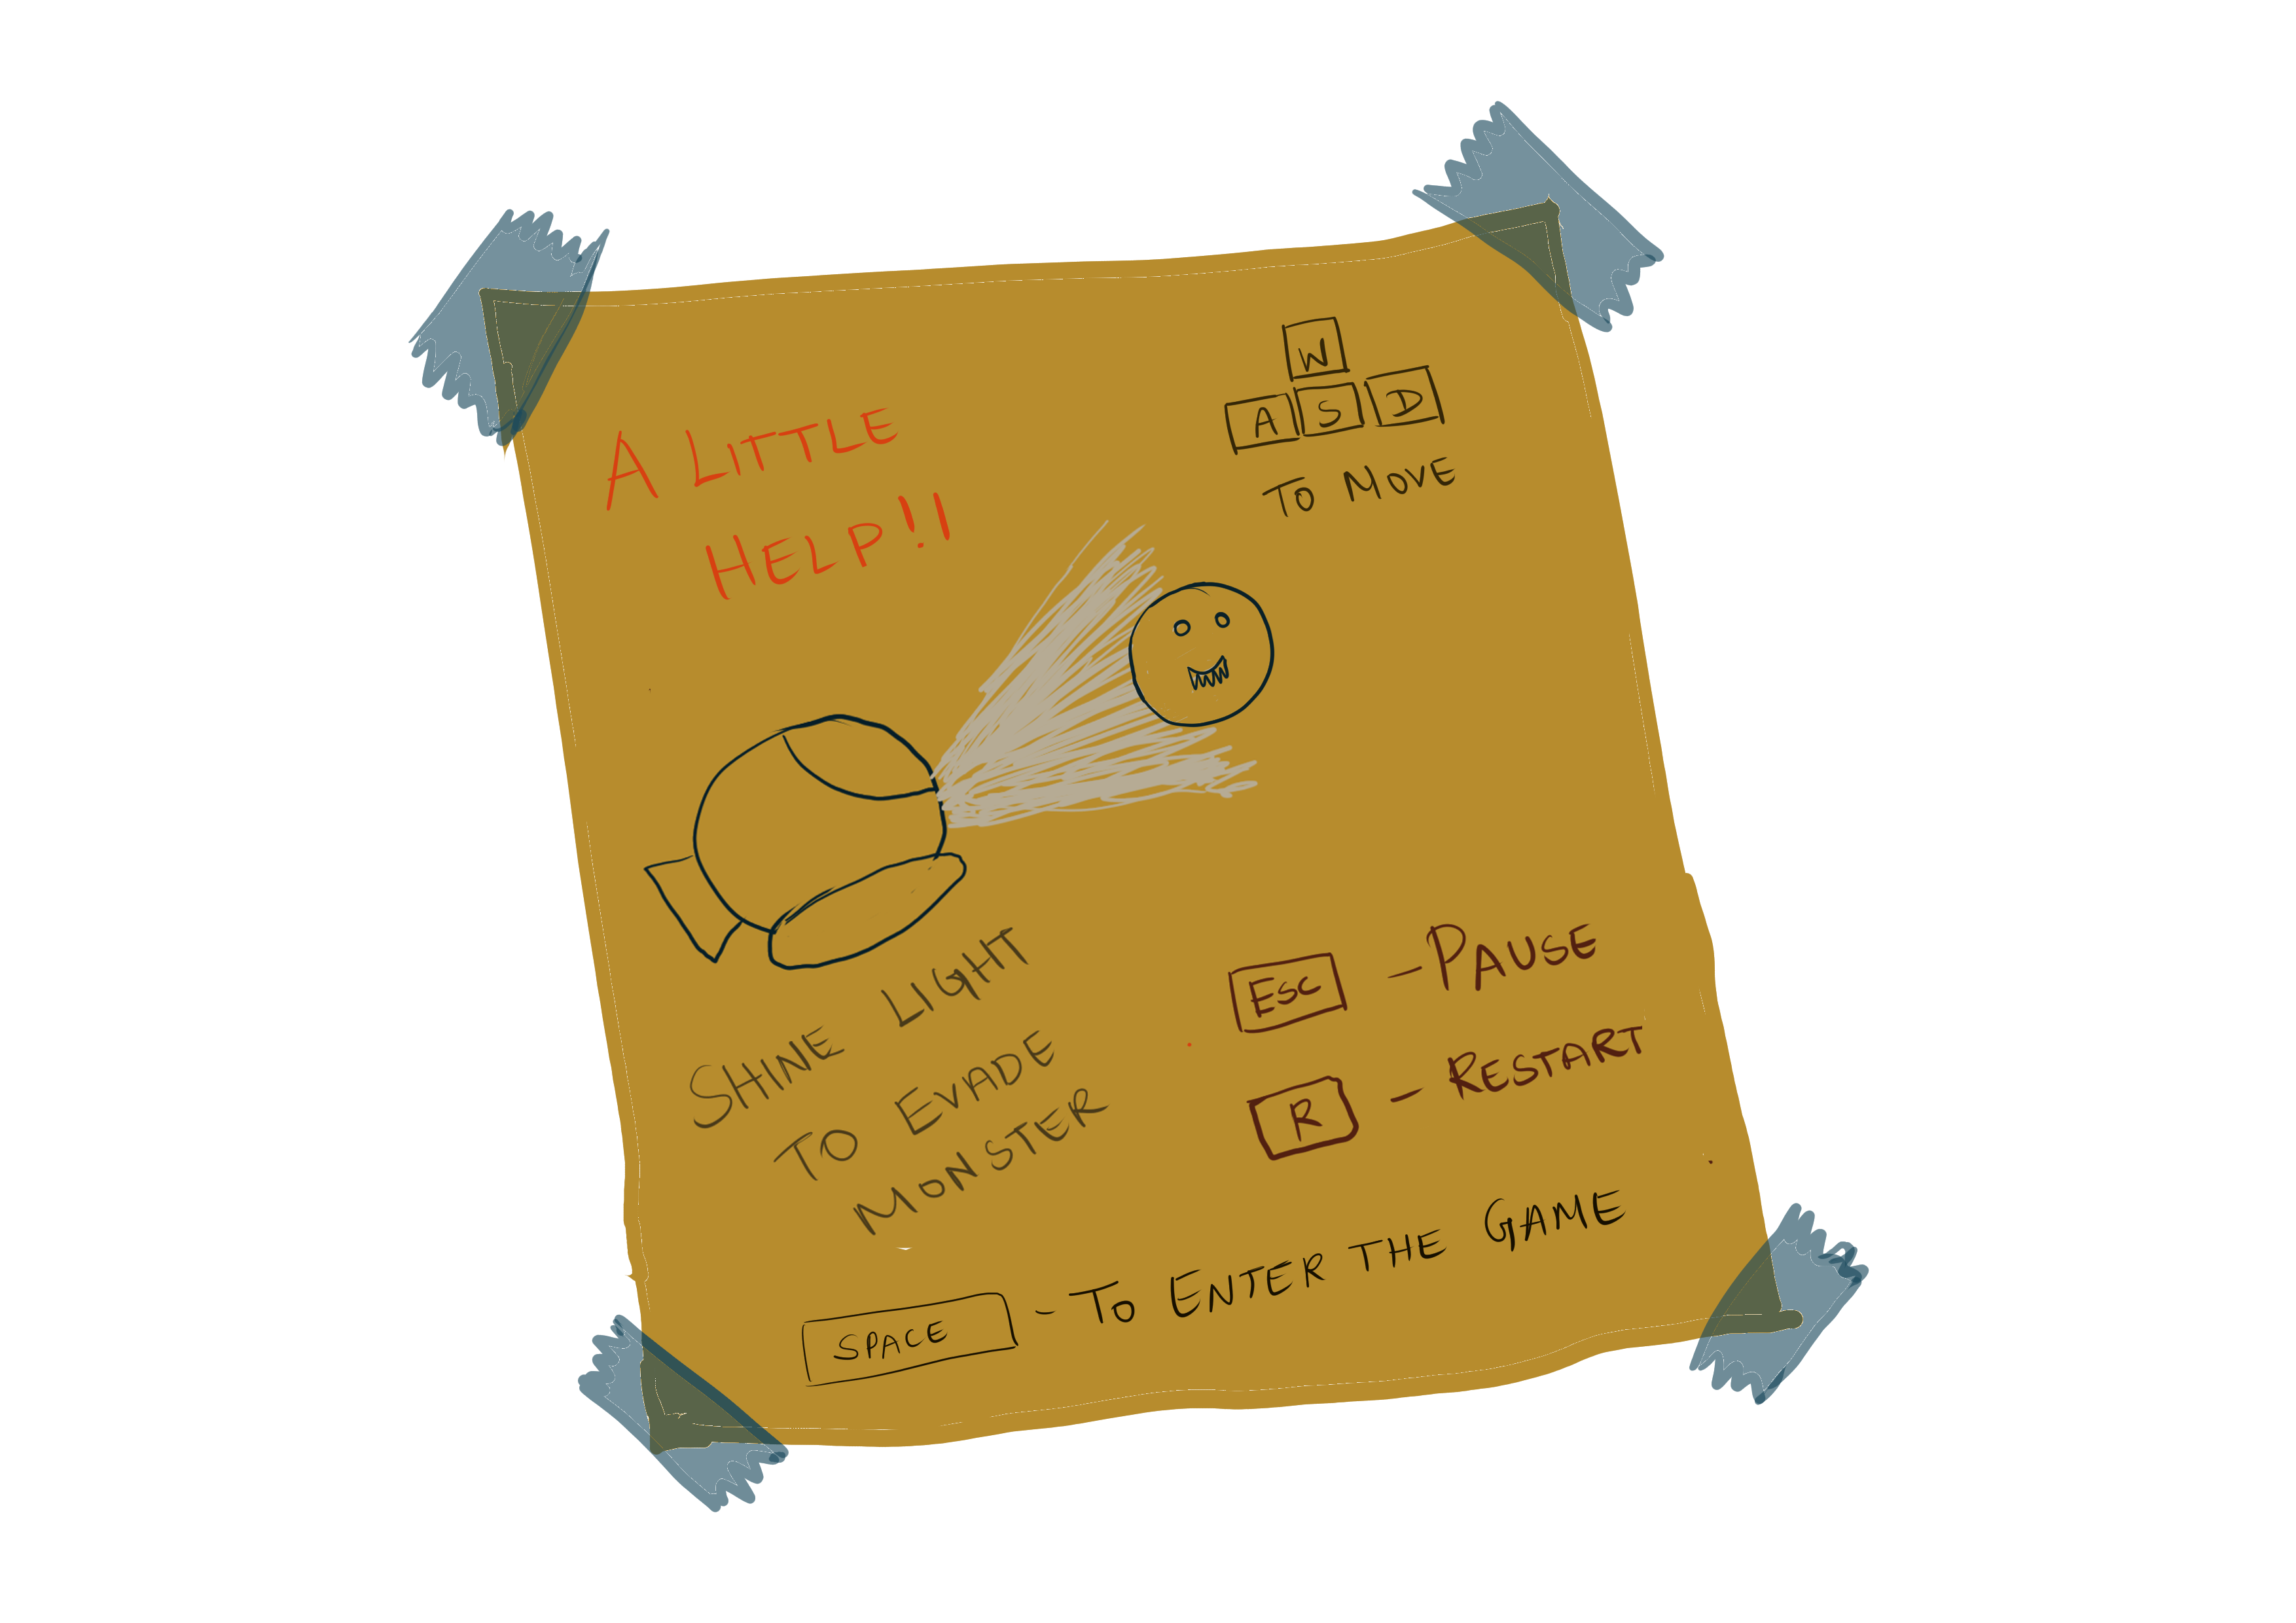 A LITTLE
HELP!!
W
A S D
TO MOVE
SHINE LIGHT
TO EVADE
MONSTER
ESC - PAUSE
R - RESTART
SPACE - TO ENTER THE GAME